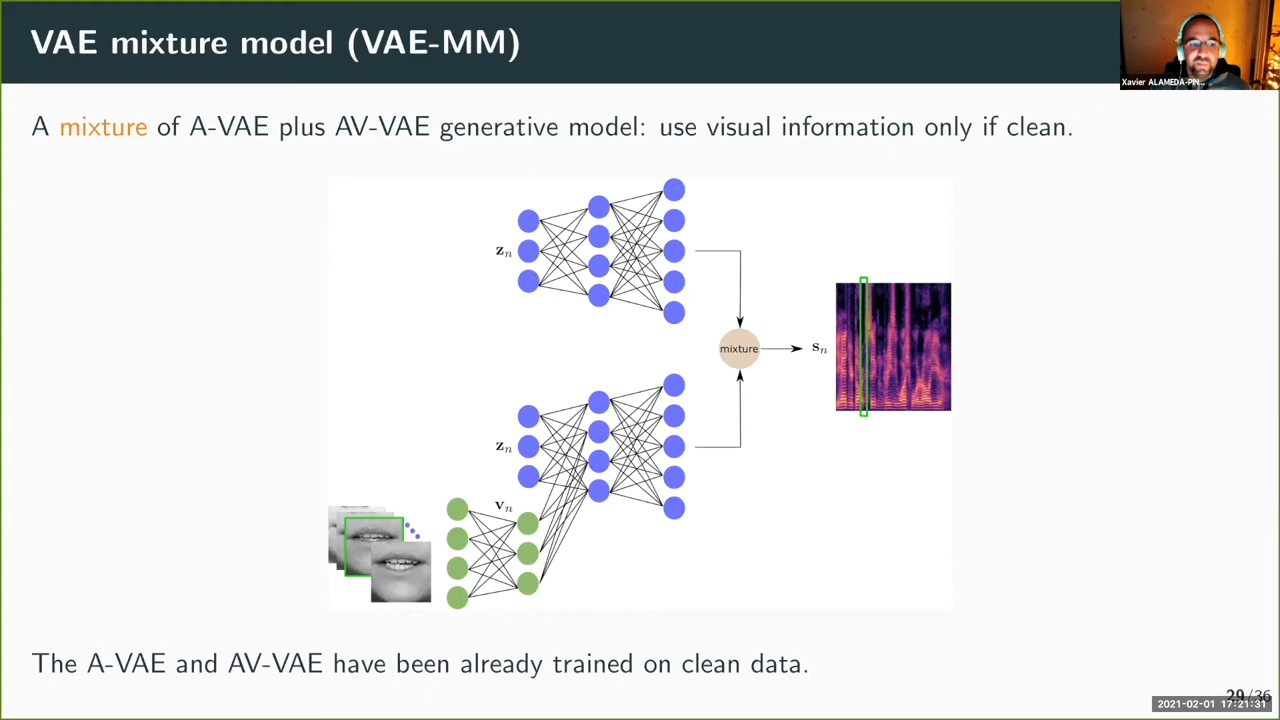 VAE mixture model (VAE-MM)
Xavier ALAMEDA-PIN...
A mixture of A-VAE plus AV-VAE generative model: use visual information only if clean.
zₙ
mixture
sₙ
zₙ
vₙ
The A-VAE and AV-VAE have been already trained on clean data.
29/36
2021-02-01 17:21:31